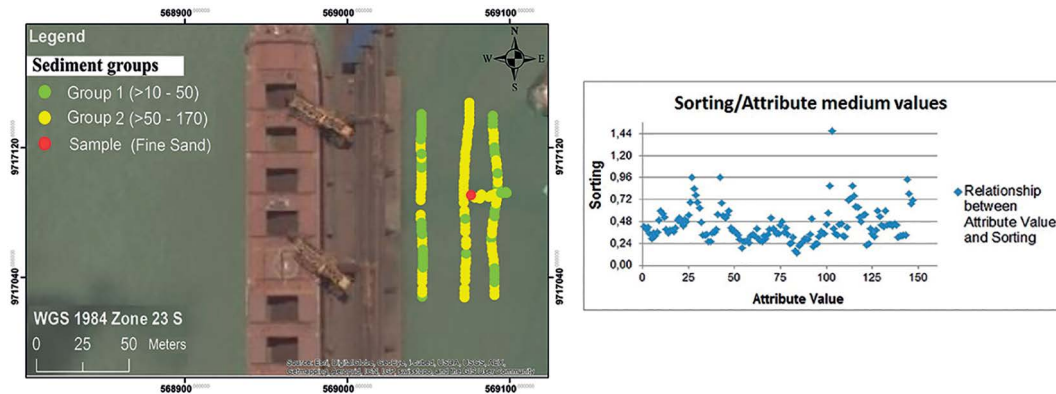 568900
569000
569100
Legend
Sediment groups
Group 1 (>10 - 50)
Group 2 (>50 - 170)
Sample (Fine Sand)
N
W E
S
9717120
9717120
9717040
9717040
WGS 1984 Zone 23 S
0 25 50 Meters
568900
569000
569100
Sorting/Attribute medium values
Sorting
1,44
1,20
0,96
0,72
0,48
0,24
0,00
0 25 50 75 100 125 150
Attribute Value
Relationship
between
Attribute Value
and Sorting